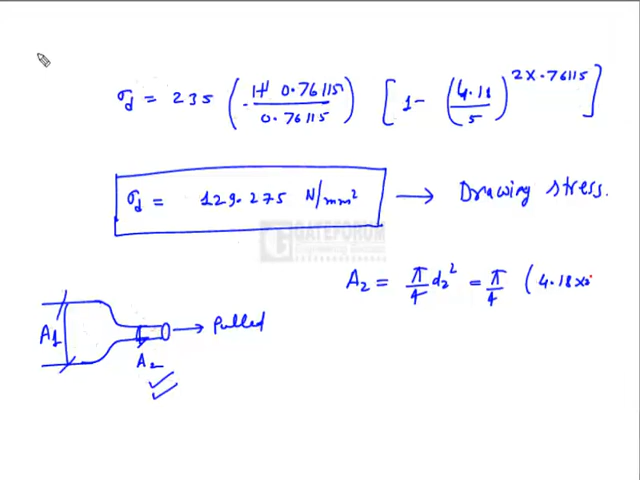 σd = 235 (1+ 0.76115 / 0.76115) [1- (4.18/5)^2×.76115]
σd = 129.275 N/mm² → Drawing stress.
GATEFORUM
A2 = π/4 d2² = π/4 (4.18×
A1 → Pulled
A2